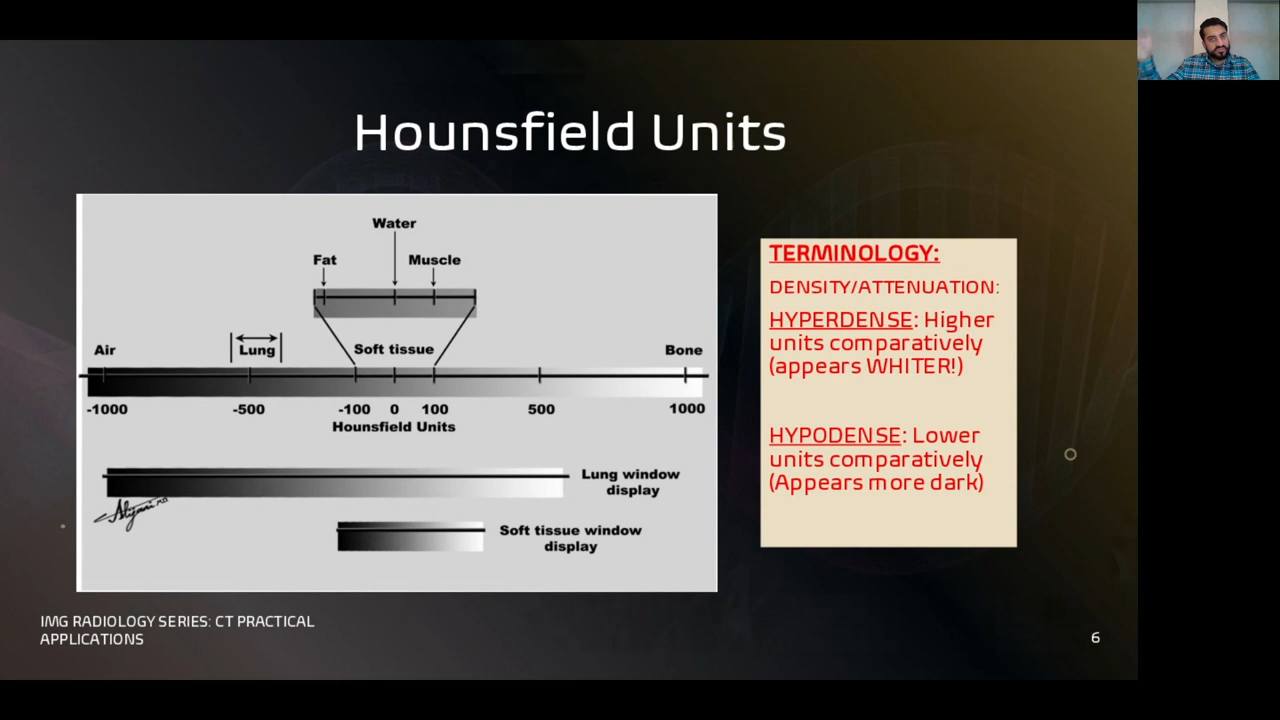 Hounsfield Units
Water
Fat
Muscle
Lung
Air
Soft tissue
Bone
-1000
-500
-100
0
100
500
1000
Hounsfield Units
Lung window
display
Soft tissue window
display
TERMINOLOGY:
DENSITY/ATTENUATION:
HYPERDENSE: Higher
units comparatively
(appears WHITER!)
HYPODENSE: Lower
units comparatively
(Appears more dark)
IMG RADIOLOGY SERIES: CT PRACTICAL
APPLICATIONS
6